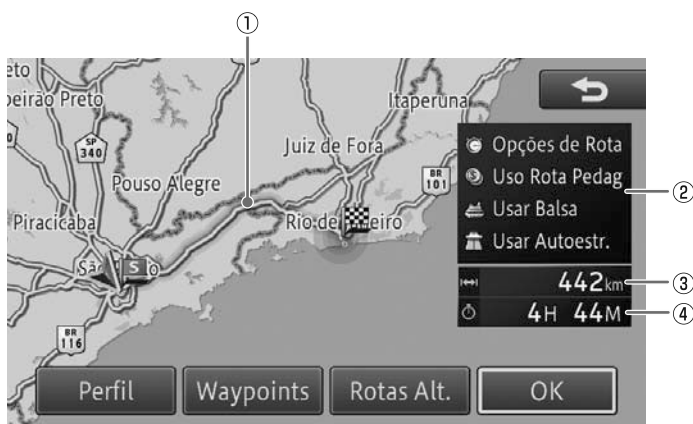 ①
eto
beirão Preto
Itaperuna
SP
340
Juiz de Fora
BR
101
Opções de Rota
Pouso Alegre
Uso Rota Pedag
②
Piracicaba
Rio de
eiro
Usar Balsa
Usar Autoestr.
Sã
S
o
442km
③
4H 44M
④
BR
116
Perfil
Waypoints
Rotas Alt.
OK